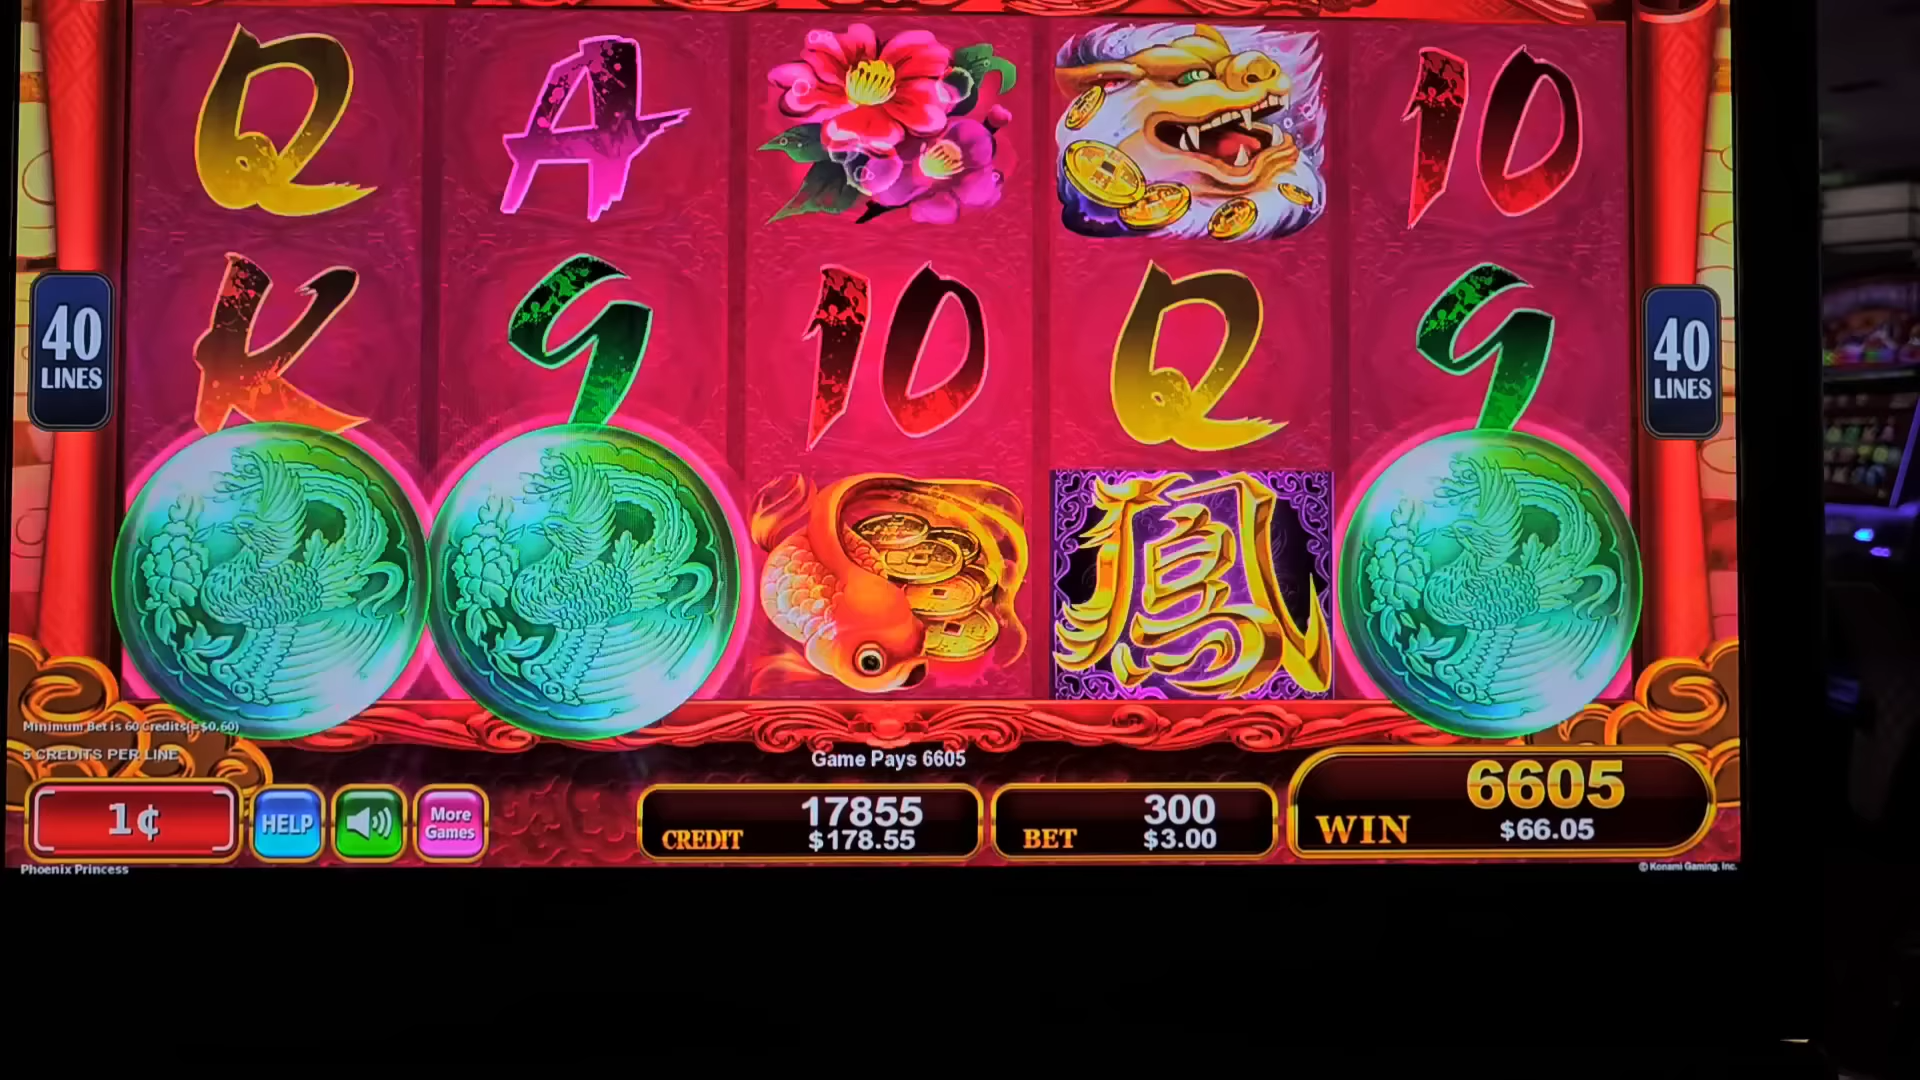 Q A 10
K 9 10 Q 9
40 LINES
40 LINES
鳳
Minimum Bet is 60 Credits(=$0.60)
5 CREDITS PER LINE
Game Pays 6605
1¢
HELP
More Games
CREDIT 17855 $178.55
BET 300 $3.00
WIN 6605 $66.05
Phoenix Princess
© Konami Gaming, Inc.